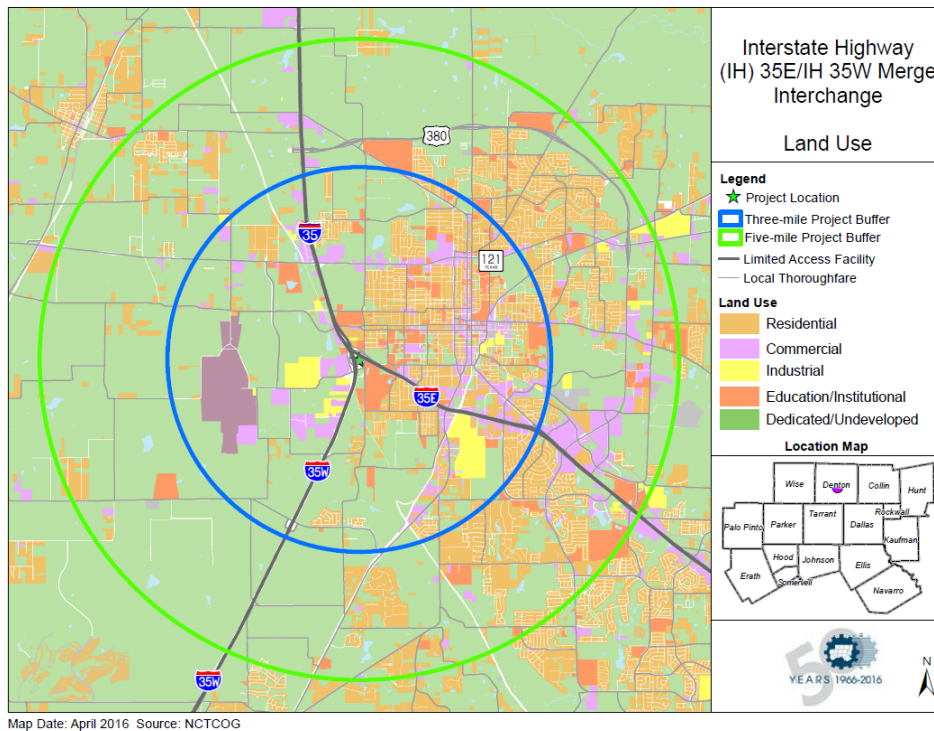 Interstate Highway
(IH) 35E/IH 35W Merge
Interchange
Land Use
Legend
Project Location
Three-mile Project Buffer
Five-mile Project Buffer
Limited Access Facility
Local Thoroughfare
Land Use
Residential
Commercial
Industrial
Education/Institutional
Dedicated/Undeveloped
Location Map
Wise
Denton
Collin
Hunt
Rockwall
Palo Pinto
Parker
Tarrant
Dallas
Kaufman
Hood
Johnson
Ellis
Erath
Somervell
Navarro
50
YEARS 1966-2016
N
380
35
121
TEXAS
35E
35W
35W
Map Date: April 2016 Source: NCTCOG